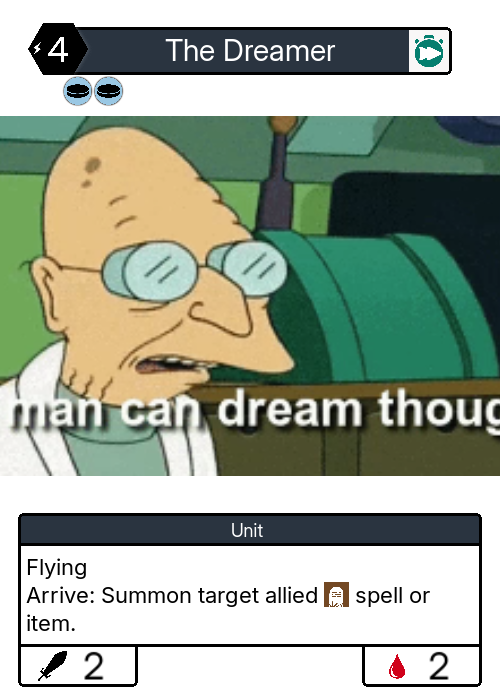 4
The Dreamer
man can dream thoug
Unit
Flying
Arrive: Summon target allied spell or
item.
2
2